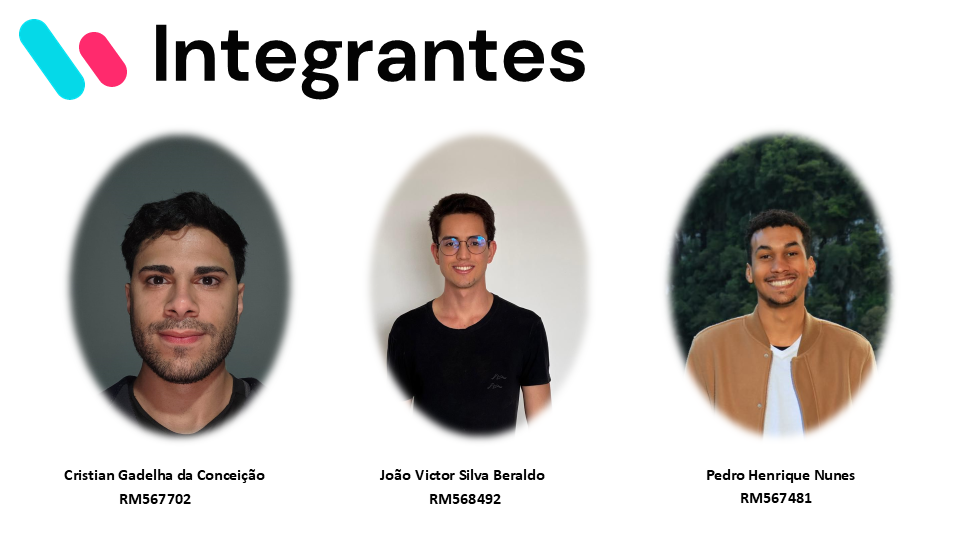 Integrantes
Cristian Gadelha da Conceição
RM567702
João Victor Silva Beraldo
RM568492
Pedro Henrique Nunes
RM567481